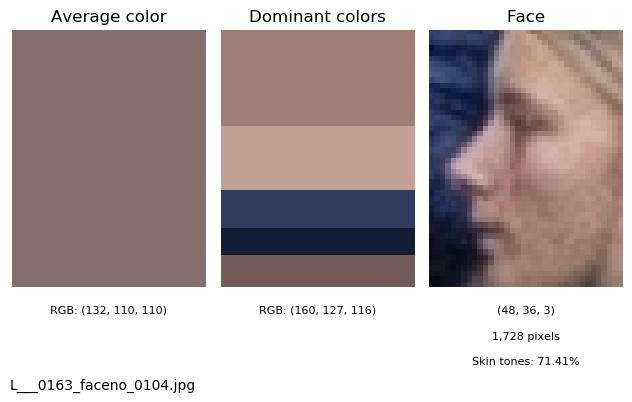 Average color
Dominant colors
Face
RGB: (132, 110, 110)
RGB: (160, 127, 116)
(48, 36, 3)
1,728 pixels
Skin tones: 71.41%
L___0163_faceno_0104.jpg